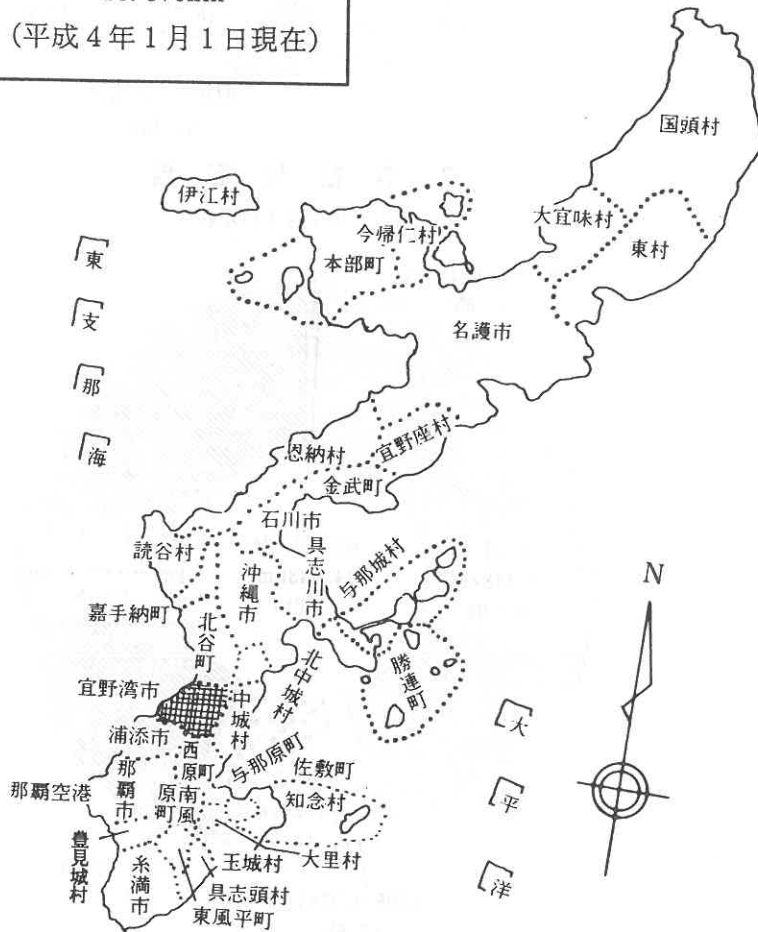 (平成4年1月1日現在)
国頭村
伊江村
大宜味村
今帰仁村
東村
本部町
東支那海
名護市
宜野座村
恩納村
金武町
石川市
読谷村
具志川市
与那城村
沖縄市
N
嘉手納町
北谷町
勝連町
北中城村
宜野湾市
中城村
大平洋
浦添市
西原町
与那原町
佐敷町
那覇市
那覇空港
南風原町
知念村
豊見城村
糸満市
玉城村
大里村
具志頭村
東風平町